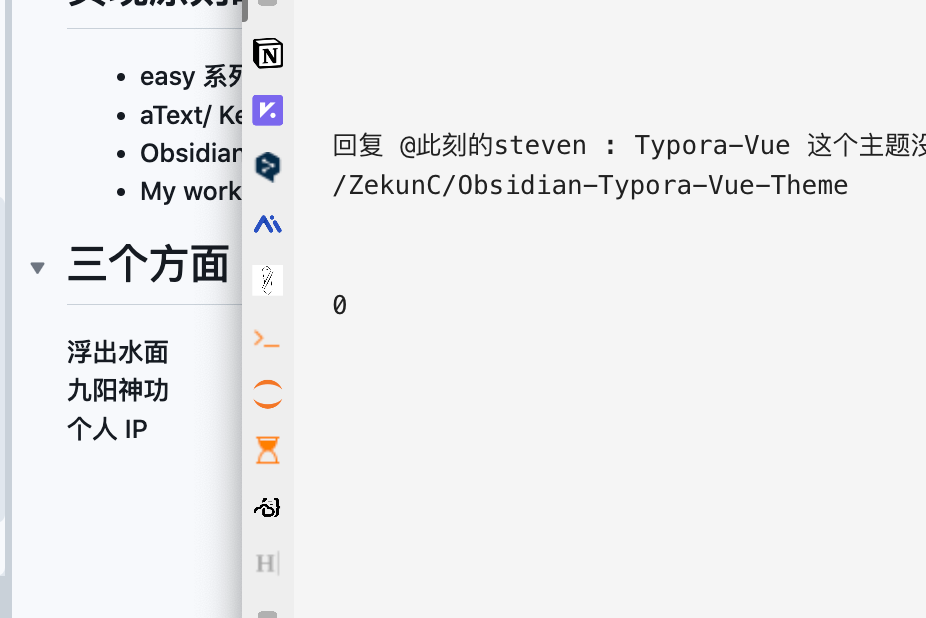 easy 系列
aText/ Ke
Obsidian
My work
三个方面
浮出水面
九阳神功
个人 IP
N
H
回复 @此刻的steven : Typora-Vue 这个主题没
/ZekunC/Obsidian-Typora-Vue-Theme
0